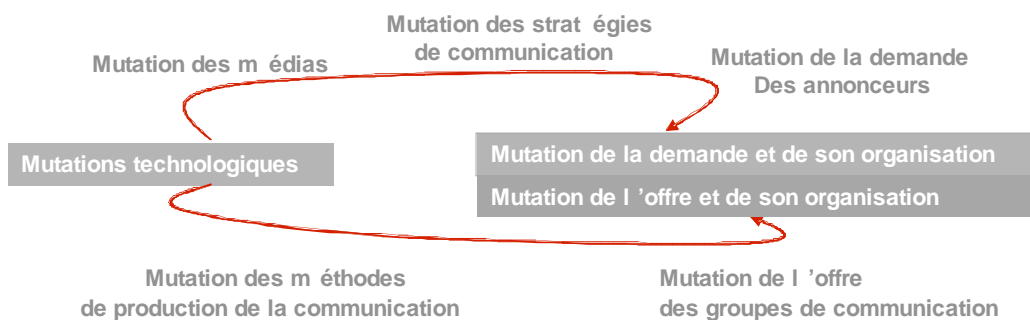 Mutation des strat égies
de communication
Mutation des m édias
Mutation de la demande
Des annonceurs
Mutations technologiques
Mutation de la demande et de son organisation
Mutation de l ’offre et de son organisation
Mutation des m éthodes
de production de la communication
Mutation de l ’offre
des groupes de communication